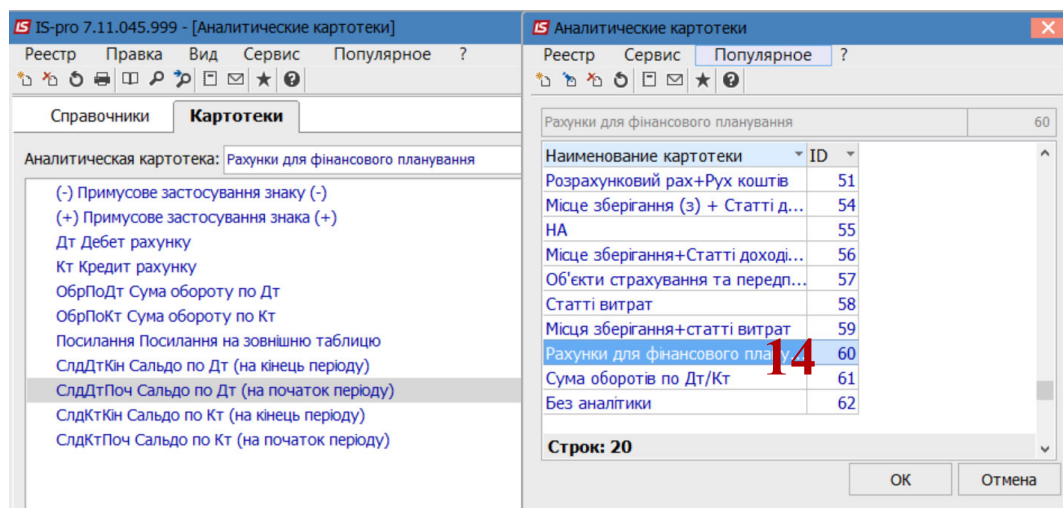 IS-pro 7.11.045.999 - [Аналитические картотеки]
Реестр Правка Вид Сервис Популярное ?
Справочники Картотеки
Аналитическая картотека: Рахунки для фінансового планування
(-) Примусове застосування знаку (-)
(+) Примусове застосування знака (+)
Дт Дебет рахунку
Кт Кредит рахунку
ОбрПоДт Сума обороту по Дт
ОбрПоКт Сума обороту по Кт
Посилання Посилання на зовнішню таблицю
СлдДтКін Сальдо по Дт (на кінець періоду)
СлдДтПоч Сальдо по Дт (на початок періоду)
СлдКтКін Сальдо по Кт (на кінець періоду)
СлдКтПоч Сальдо по Кт (на початок періоду)
Аналитические картотеки
Реестр Сервис Популярное ?
Рахунки для фінансового планування 60
Наименование картотеки ID
Розрахунковий рах+Рух коштів 51
Місце зберігання (з) + Статті д... 54
НА 55
Місце зберігання+Статті доході... 56
Об'єкти страхування та передп... 57
Статті витрат 58
Місця зберігання+статті витрат 59
Рахунки для фінансового плану... 60
14
Сума оборотів по Дт/Кт 61
Без аналітики 62
Строк: 20
ОК Отмена